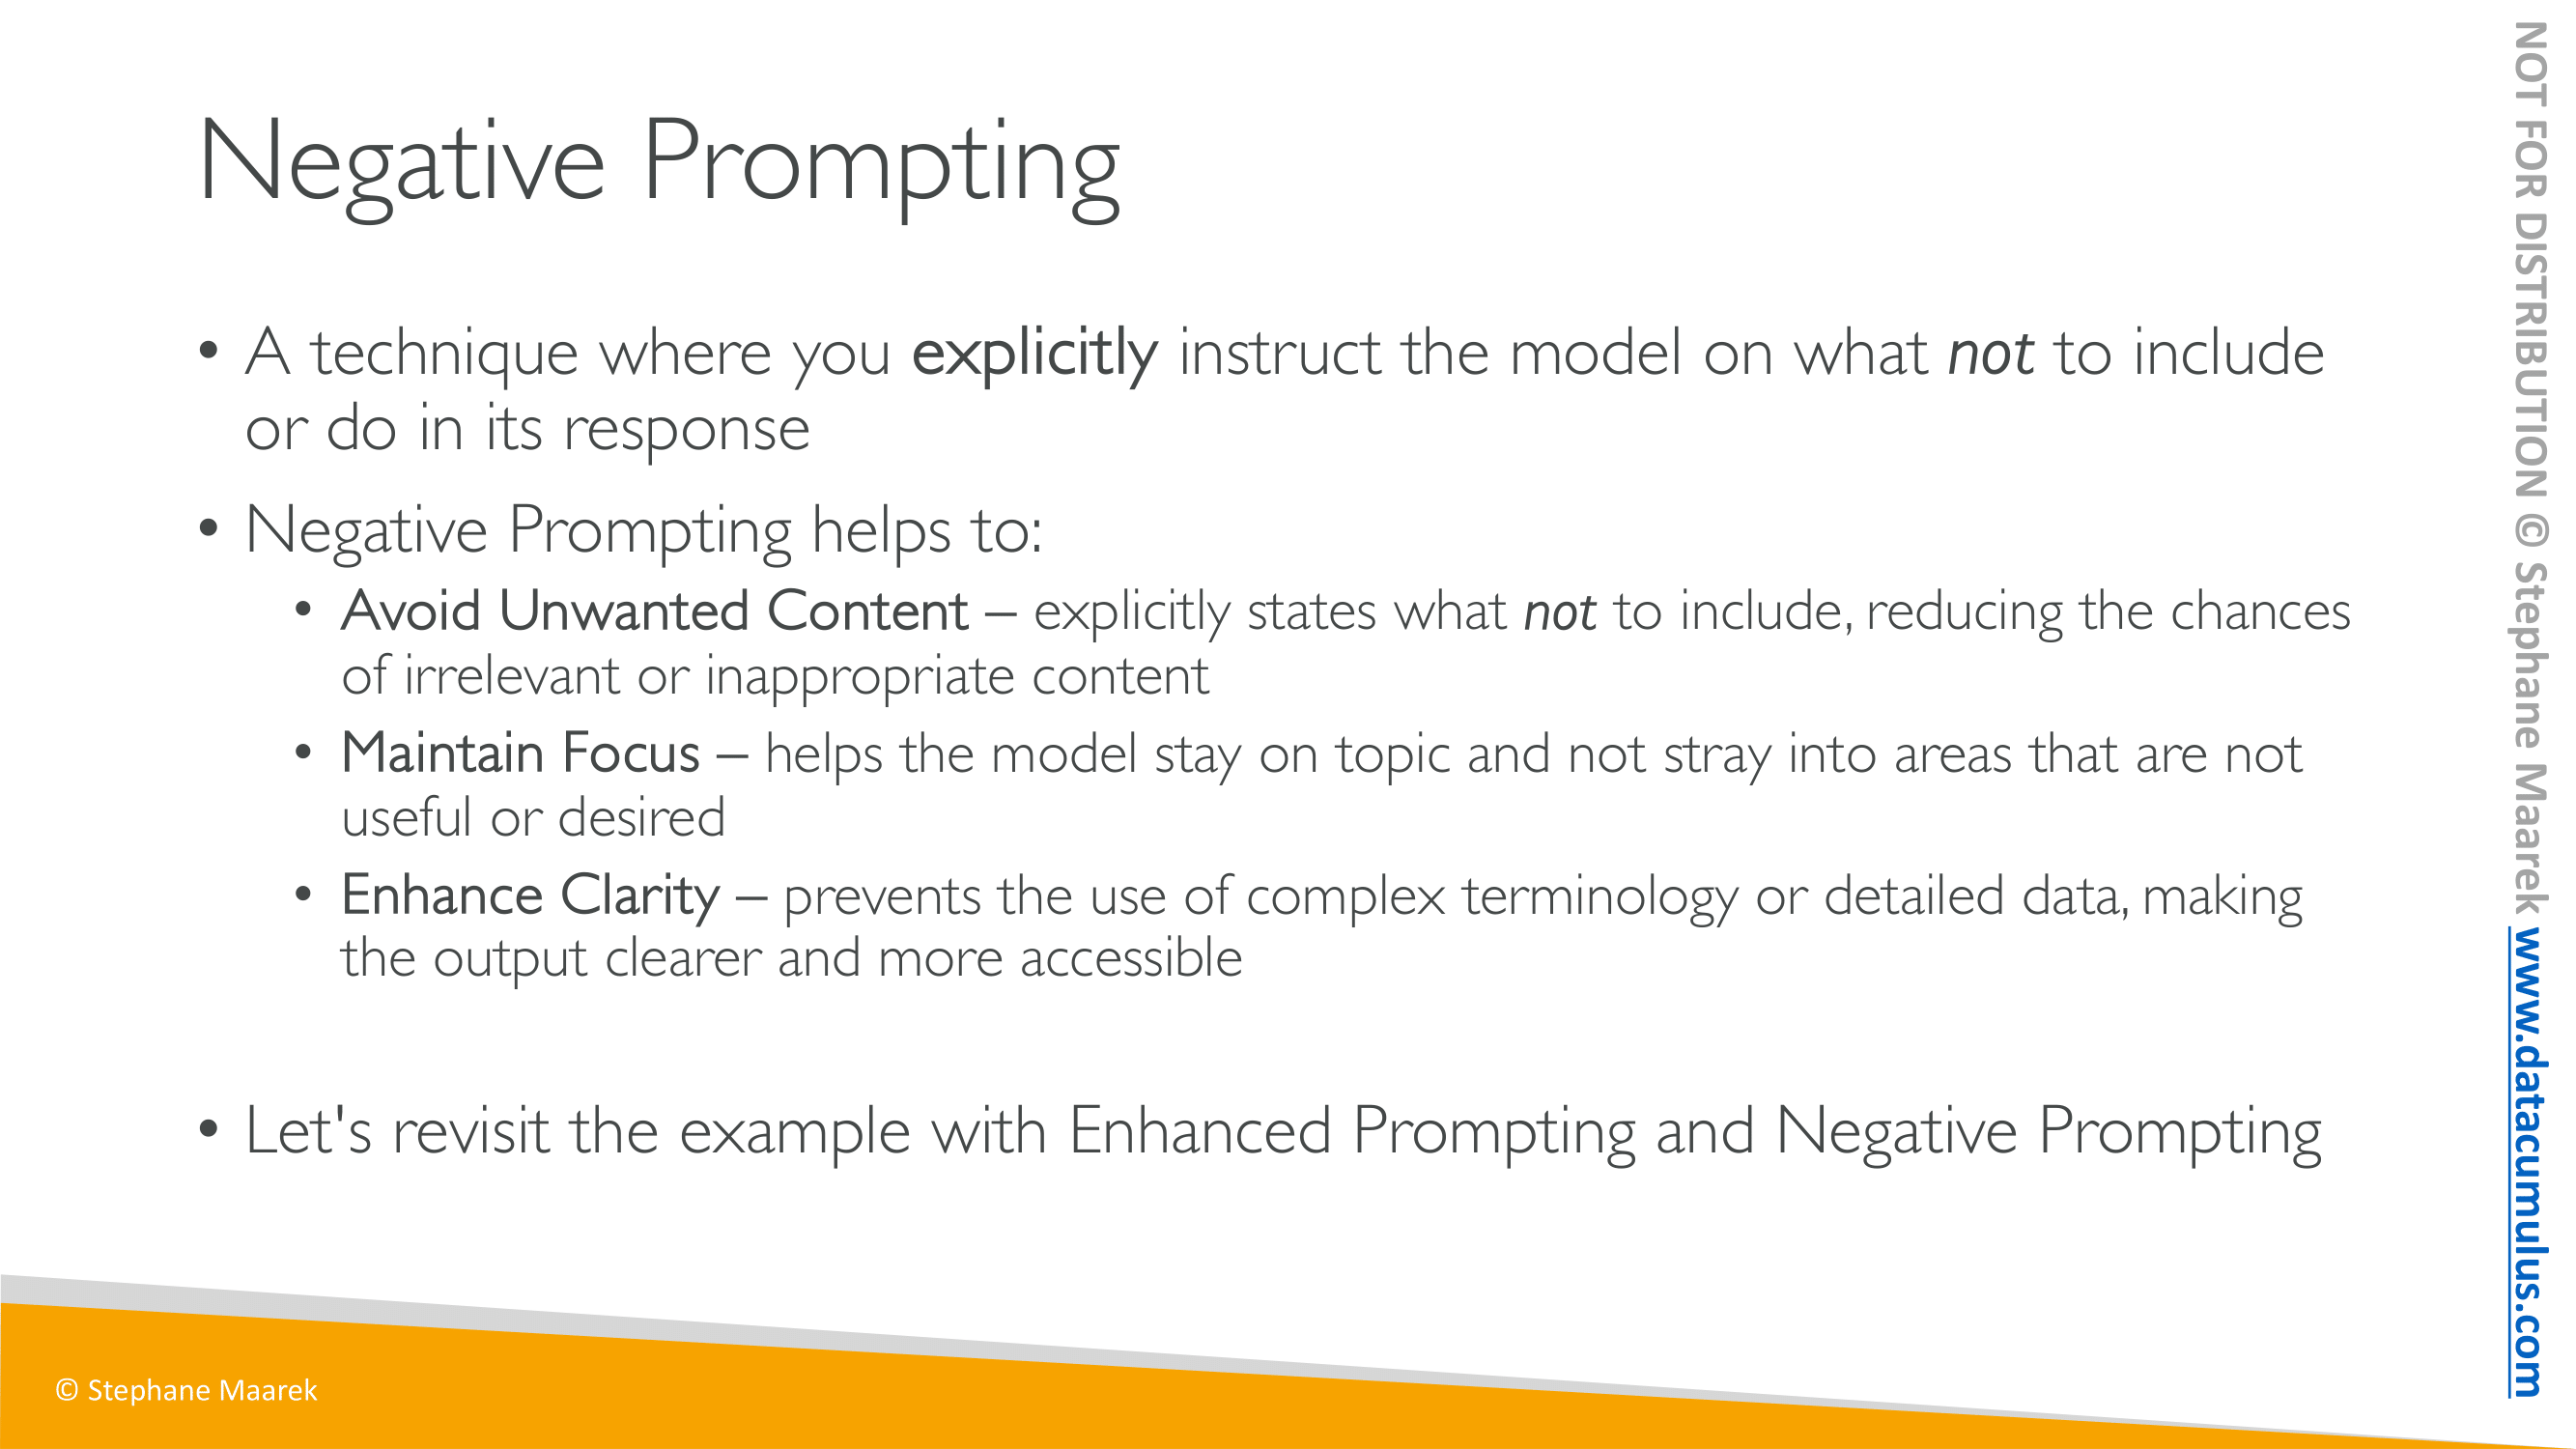 Negative Prompting
• A technique where you explicitly instruct the model on what not to include
or do in its response
• Negative Prompting helps to:
• Avoid Unwanted Content – explicitly states what not to include, reducing the chances
of irrelevant or inappropriate content
• Maintain Focus – helps the model stay on topic and not stray into areas that are not
useful or desired
• Enhance Clarity – prevents the use of complex terminology or detailed data, making
the output clearer and more accessible
• Let's revisit the example with Enhanced Prompting and Negative Prompting
© Stephane Maarek
NOT FOR DISTRIBUTION © Stephane Maarek www.datacumulus.com